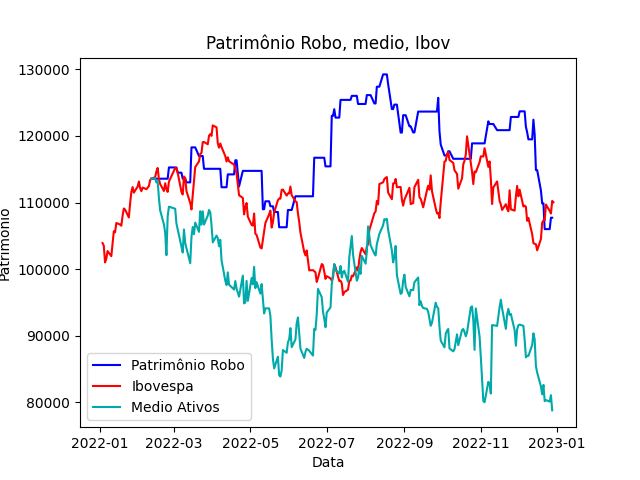 Patrimônio Robo, medio, Ibov
130000
120000
110000
100000
90000
80000
Patrimonio
Patrimônio Robo
Ibovespa
Medio Ativos
2022-01 2022-03 2022-05 2022-07 2022-09 2022-11 2023-01
Data